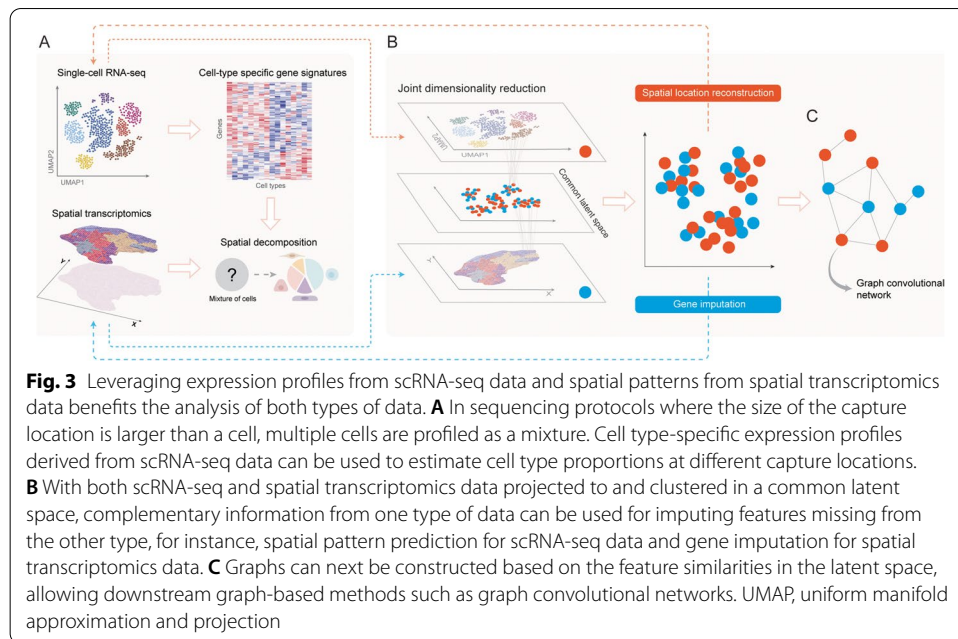 A
Single-cell RNA-seq
Cell-type specific gene signatures
UMAP2
UMAP1
Genes
Cell types
Spatial transcriptomics
Y
X
Spatial decomposition
?
Mixture of cells
B
Joint dimensionality reduction
UMAP2
UMAP1
Common latent space
Y
X
Spatial location reconstruction
Gene imputation
C
Graph convolutional
network
Fig. 3 Leveraging expression profiles from scRNA-seq data and spatial patterns from spatial transcriptomics
data benefits the analysis of both types of data. A In sequencing protocols where the size of the capture
location is larger than a cell, multiple cells are profiled as a mixture. Cell type-specific expression profiles
derived from scRNA-seq data can be used to estimate cell type proportions at different capture locations.
B With both scRNA-seq and spatial transcriptomics data projected to and clustered in a common latent
space, complementary information from one type of data can be used for imputing features missing from
the other type, for instance, spatial pattern prediction for scRNA-seq data and gene imputation for spatial
transcriptomics data. C Graphs can next be constructed based on the feature similarities in the latent space,
allowing downstream graph-based methods such as graph convolutional networks. UMAP, uniform manifold
approximation and projection